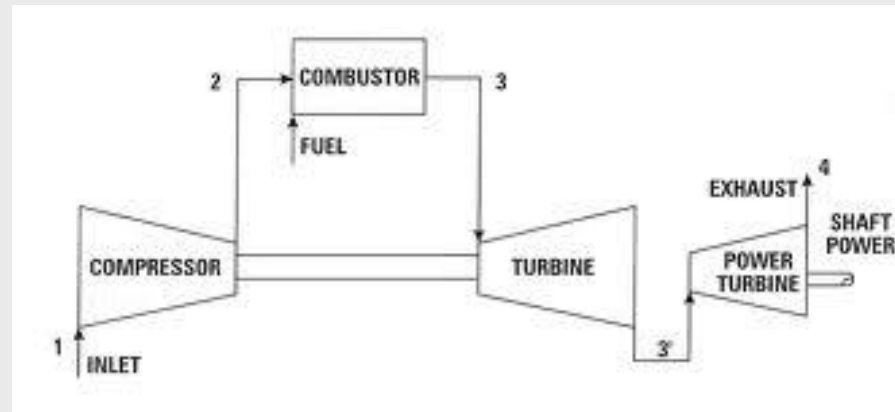 2
COMBUSTOR
3
FUEL
4
EXHAUST
SHAFT
POWER
COMPRESSOR
TURBINE
POWER
TURBINE
1
INLET
3'